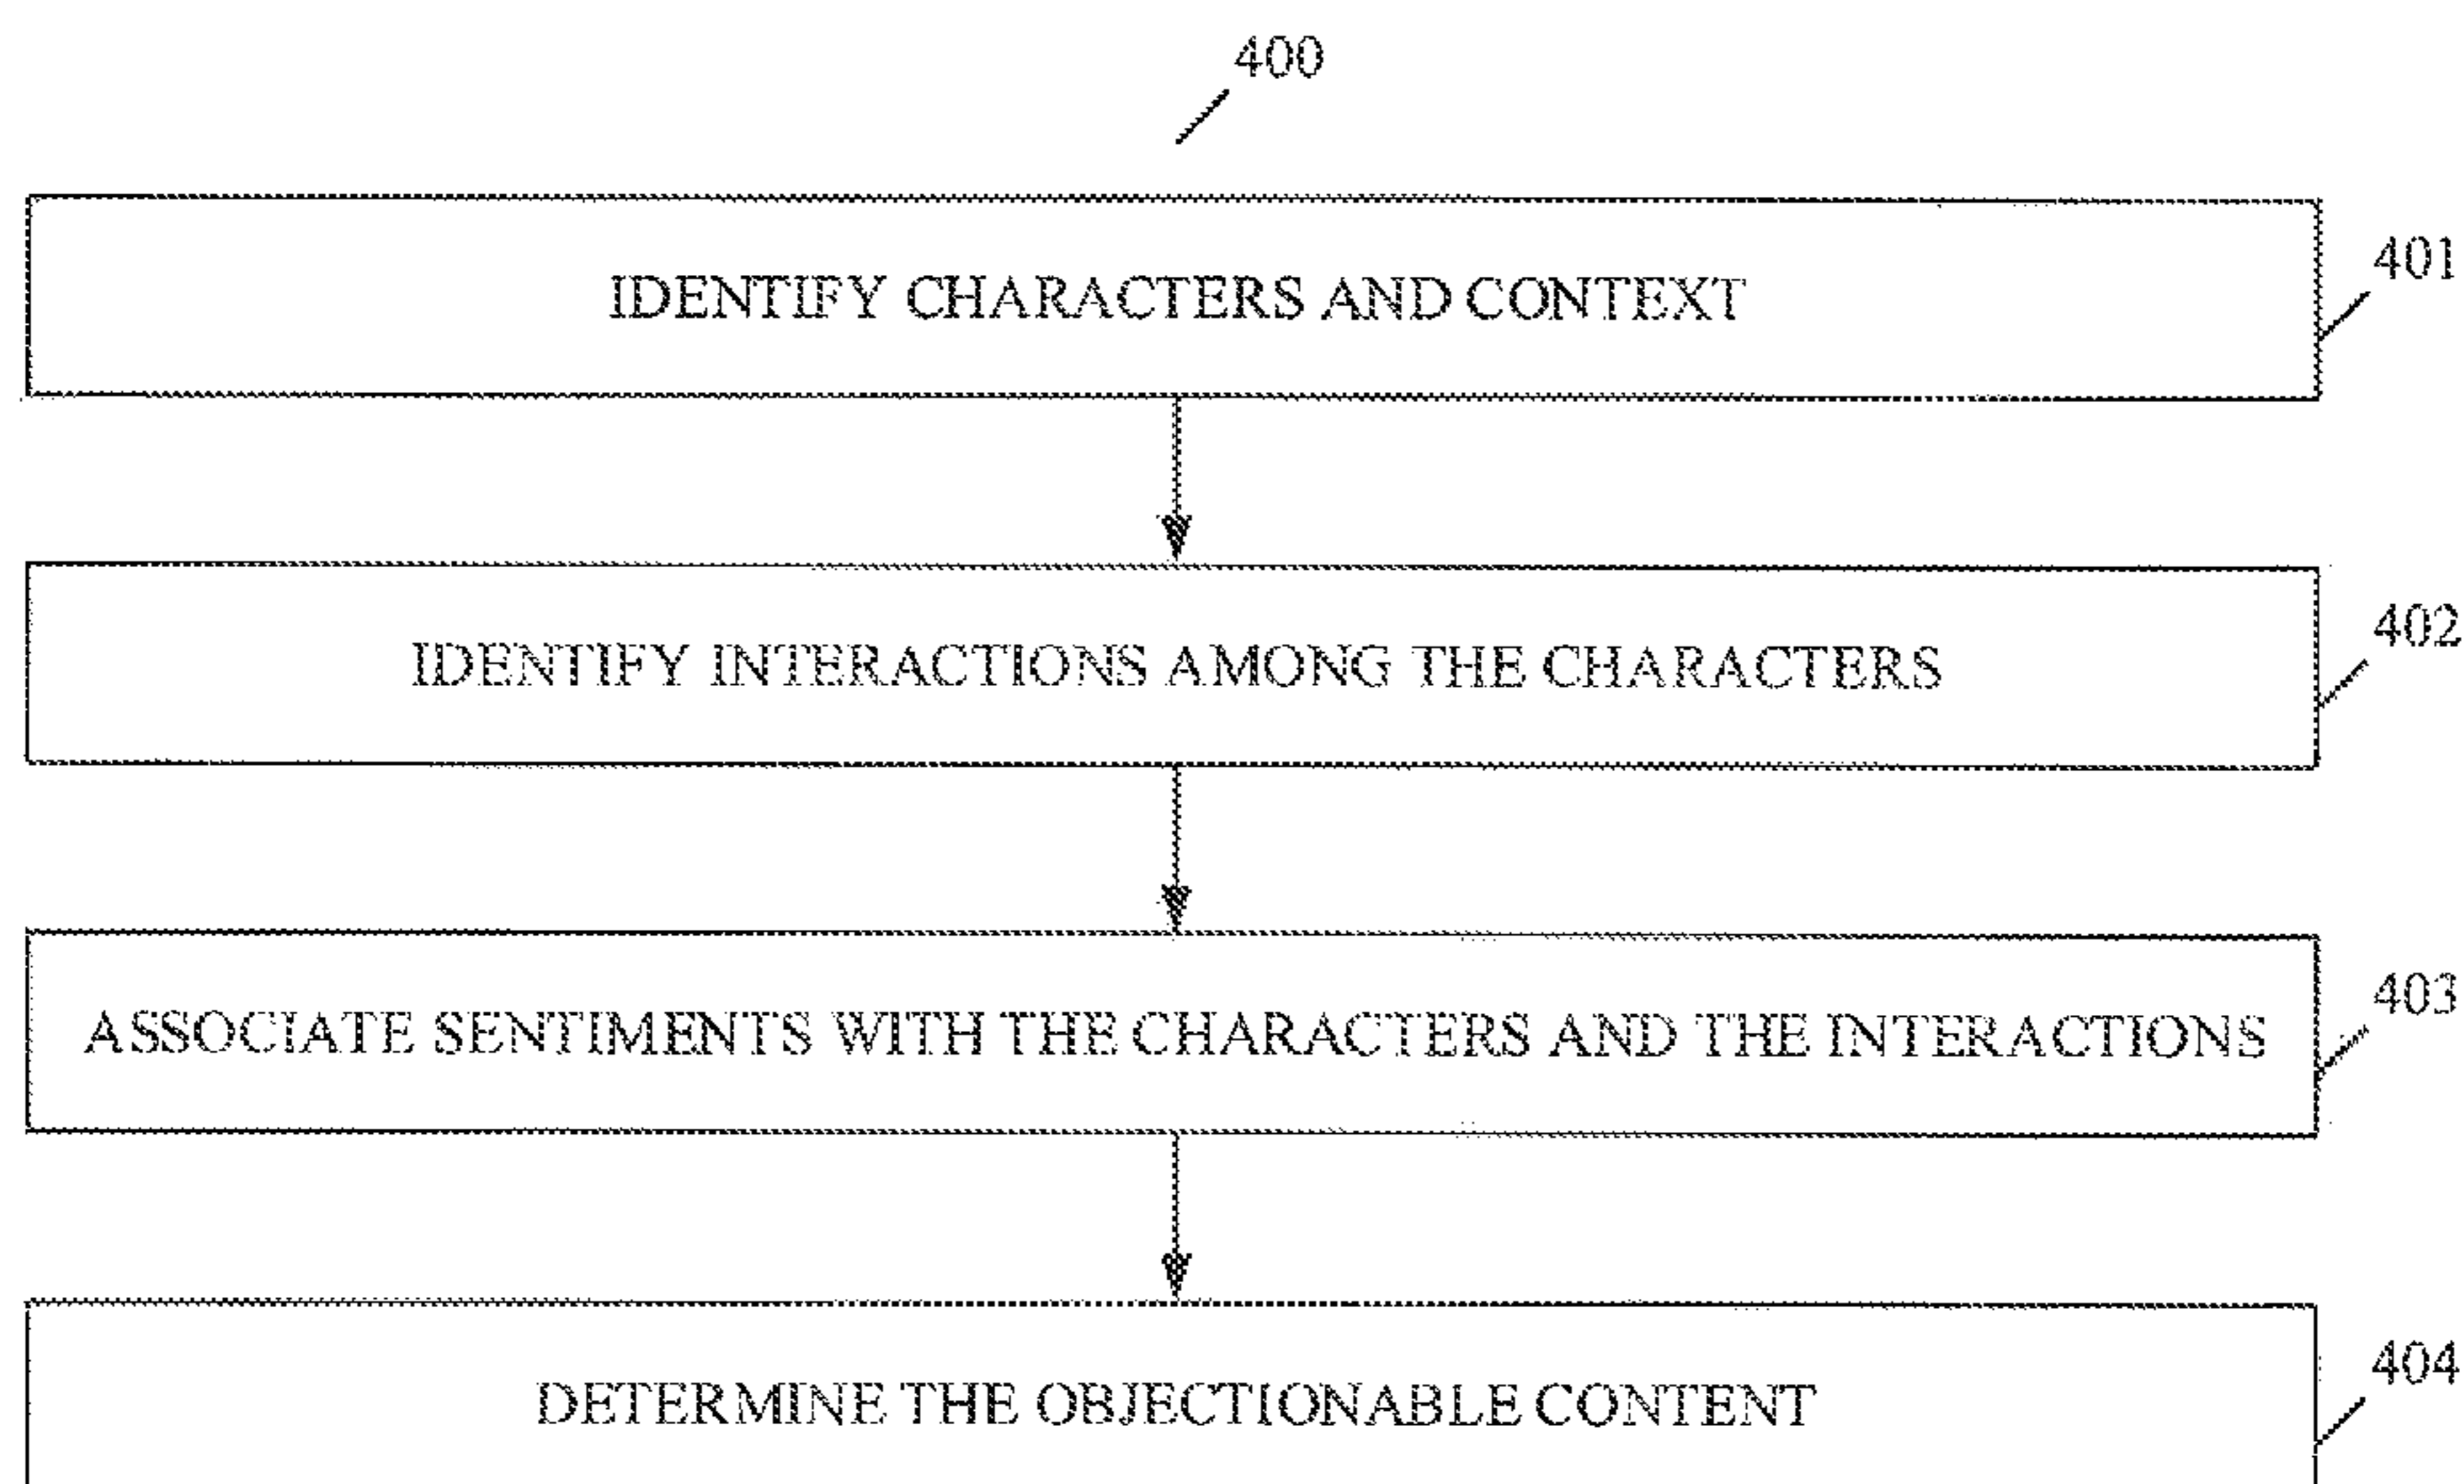 400
IDENTIFY CHARACTERS AND CONTEXT
401
IDENTIFY INTERACTIONS AMONG THE CHARACTERS
402
ASSOCIATE SENTIMENTS WITH THE CHARACTERS AND THE INTERACTIONS
403
DETERMINE THE OBJECTIONABLE CONTENT
404